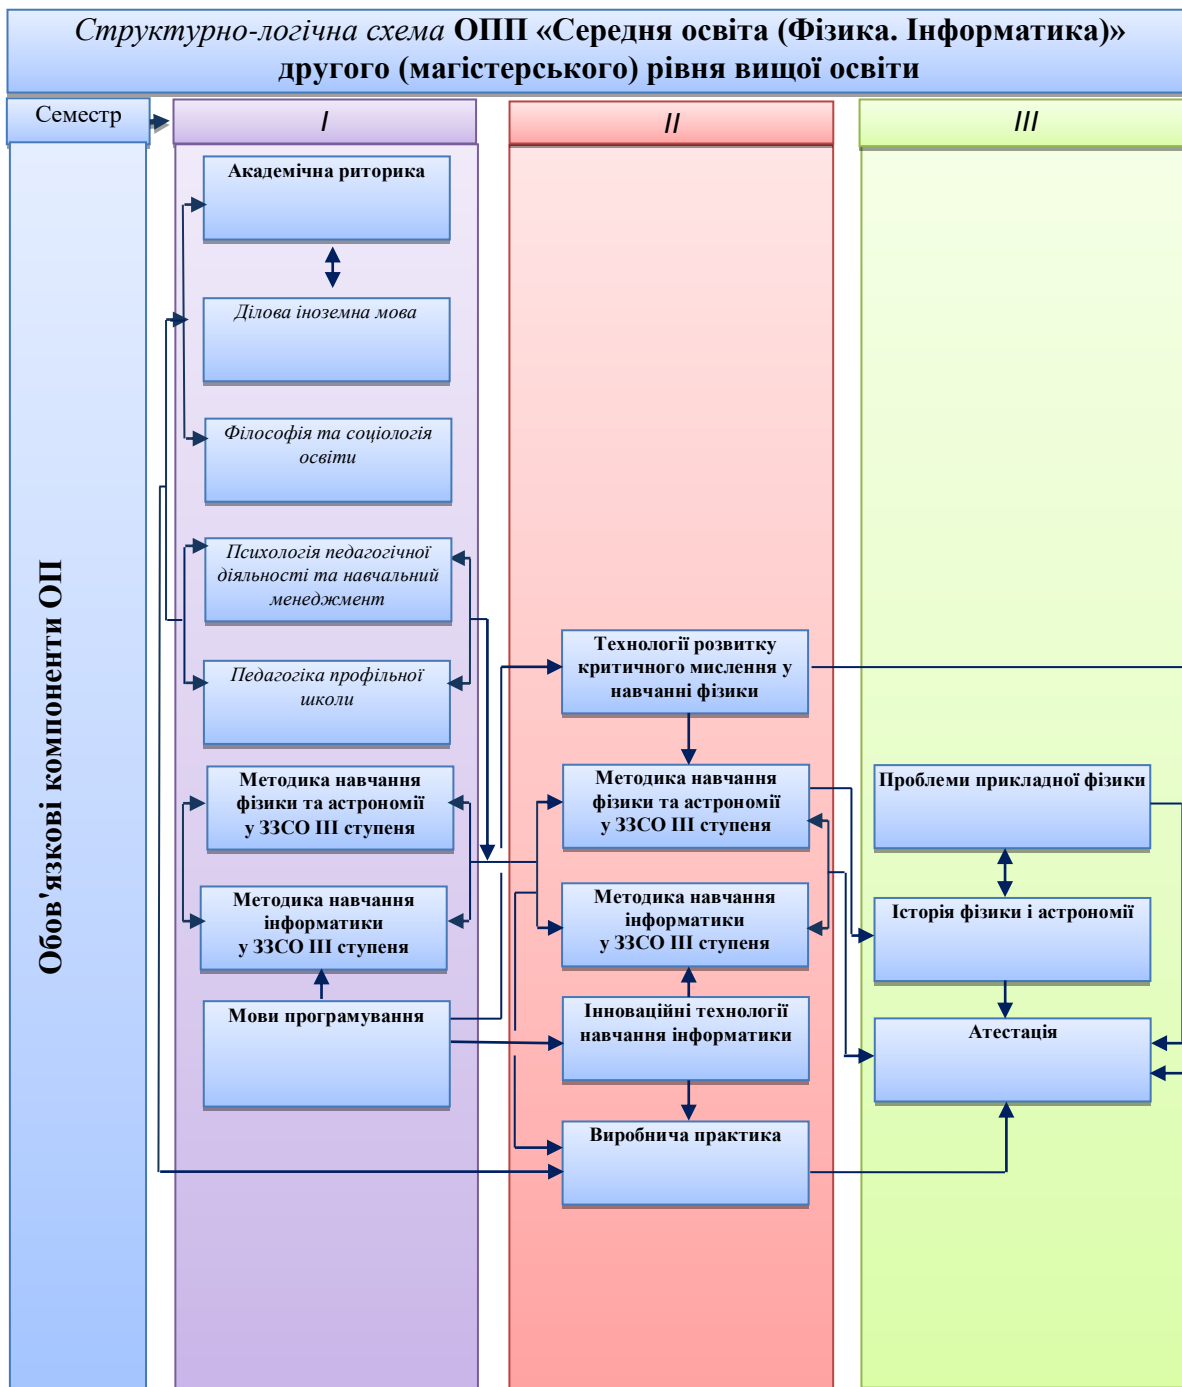 Структурно-логічна схема ОПП «Середня освіта (Фізика. Інформатика)»
другого (магістерського) рівня вищої освіти
Семестр
I
II
III
Обов'язкові компоненти ОП
Академічна риторика
Ділова іноземна мова
Філософія та соціологія
освіти
Психологія педагогічної
діяльності та навчальний
менеджмент
Педагогіка профільної
школи
Методика навчання
фізики та астрономії
у ЗЗСО ІІІ ступеня
Методика навчання
інформатики
у ЗЗСО ІІІ ступеня
Мови програмування
Технології розвитку
критичного мислення у
навчанні фізики
Методика навчання
фізики та астрономії
у ЗЗСО ІІІ ступеня
Методика навчання
інформатики
у ЗЗСО ІІІ ступеня
Інноваційні технології
навчання інформатики
Виробнича практика
Проблеми прикладної фізики
Історія фізики і астрономії
Атестація